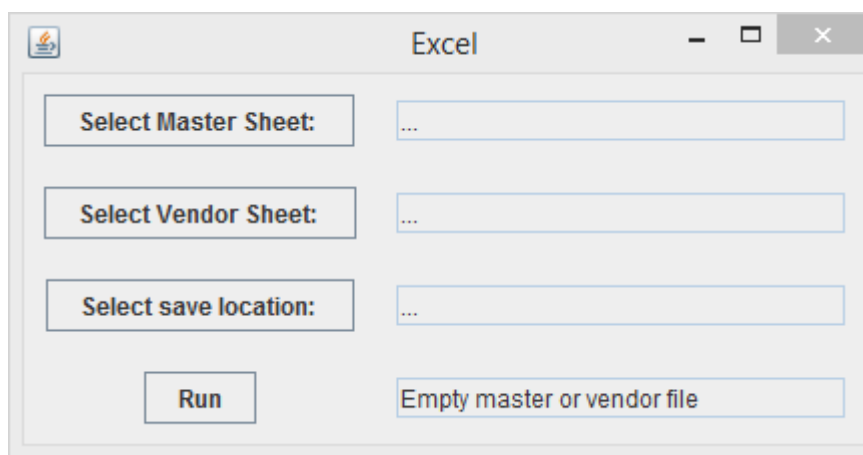 Excel
Select Master Sheet: ...
Select Vendor Sheet: ...
Select save location: ...
Run Empty master or vendor file